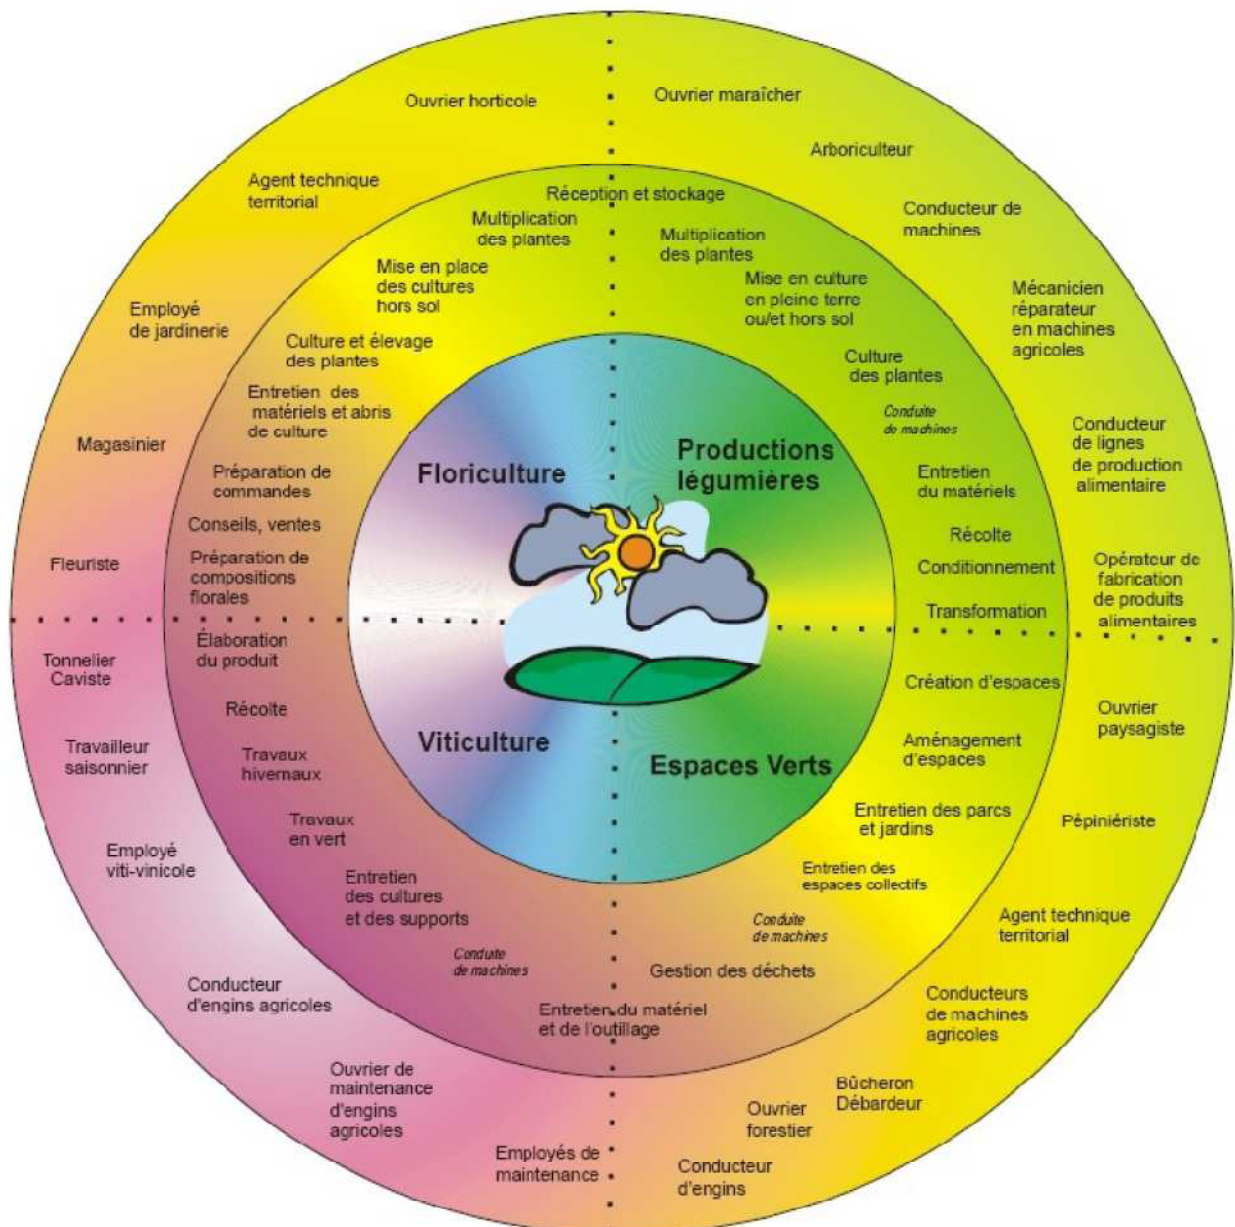 Ouvrier horticole
Agent technique
territorial
Employé
de jardinerie
Magasinier
Fleuriste
Ouvrier maraîcher
Arboriculteur
Conducteur de
machines
Mécanicien
réparateur
en machines
agricoles
Conducteur
de lignes
de production
alimentaire
Opérateur de
fabrication
de produits
alimentaires
Réception et stockage
Multiplication
des plantes
Mise en place
des cultures
hors sol
Culture et élevage
des plantes
Entretien des
matériels et abris
de culture
Préparation de
commandes
Conseils, ventes
Préparation de
compositions
florales
Multiplication
des plantes
Mise en culture
en pleine terre
ou/et hors sol
Culture
des plantes
Conduite
de machines
Entretien
du matériels
Récolte
Conditionnement
Transformation
Floriculture
Productions
légumières
Viticulture
Espaces Verts
Élaboration
du produit
Récolte
Travaux
hivernaux
Travaux
en vert
Entretien
des cultures
et des supports
Conduite
de machines
Entretien du matériel
et de l'outillage
Création d'espaces
Aménagement
d'espaces
Entretien des parcs
et jardins
Entretien des
espaces collectifs
Conduite
de machines
Gestion des déchets
Tonnelier
Caviste
Travailleur
saisonnier
Employé
viti-vinicole
Conducteur
d'engins agricoles
Ouvrier de
maintenance
d'engins
agricoles
Employés de
maintenance
Ouvrier
paysagiste
Pépiniériste
Agent technique
territorial
Conducteurs
de machines
agricoles
Bûcheron
Débardeur
Ouvrier
forestier
Conducteur
d'engins